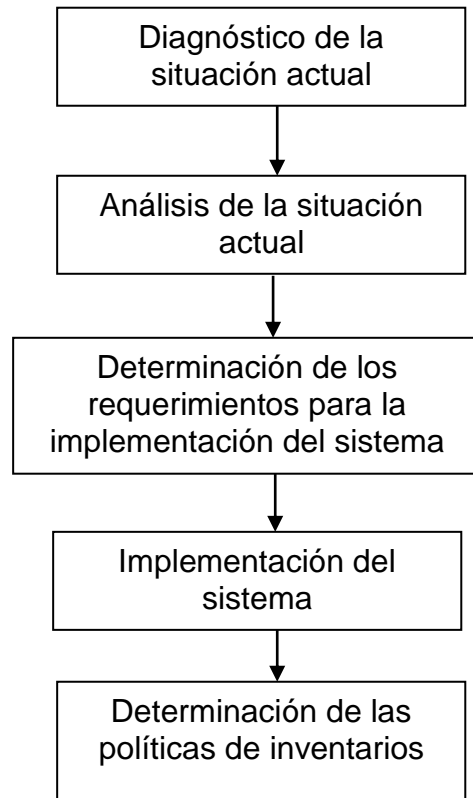 Diagnóstico de la
situación actual
Análisis de la situación
actual
Determinación de los
requerimientos para la
implementación del sistema
Implementación del
sistema
Determinación de las
políticas de inventarios